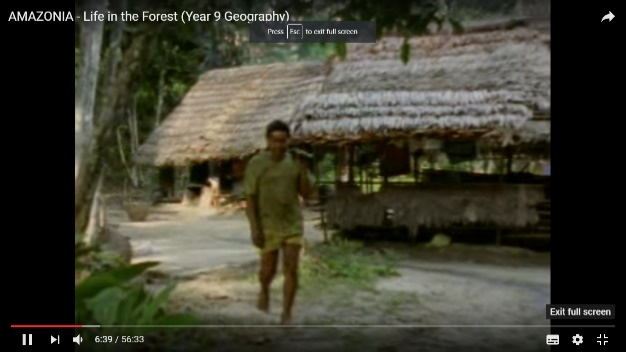 AMAZONIA - Life in the Forest (Year 9 Geography)
Press Esc to exit full screen
Exit full screen
6:39 / 56:33